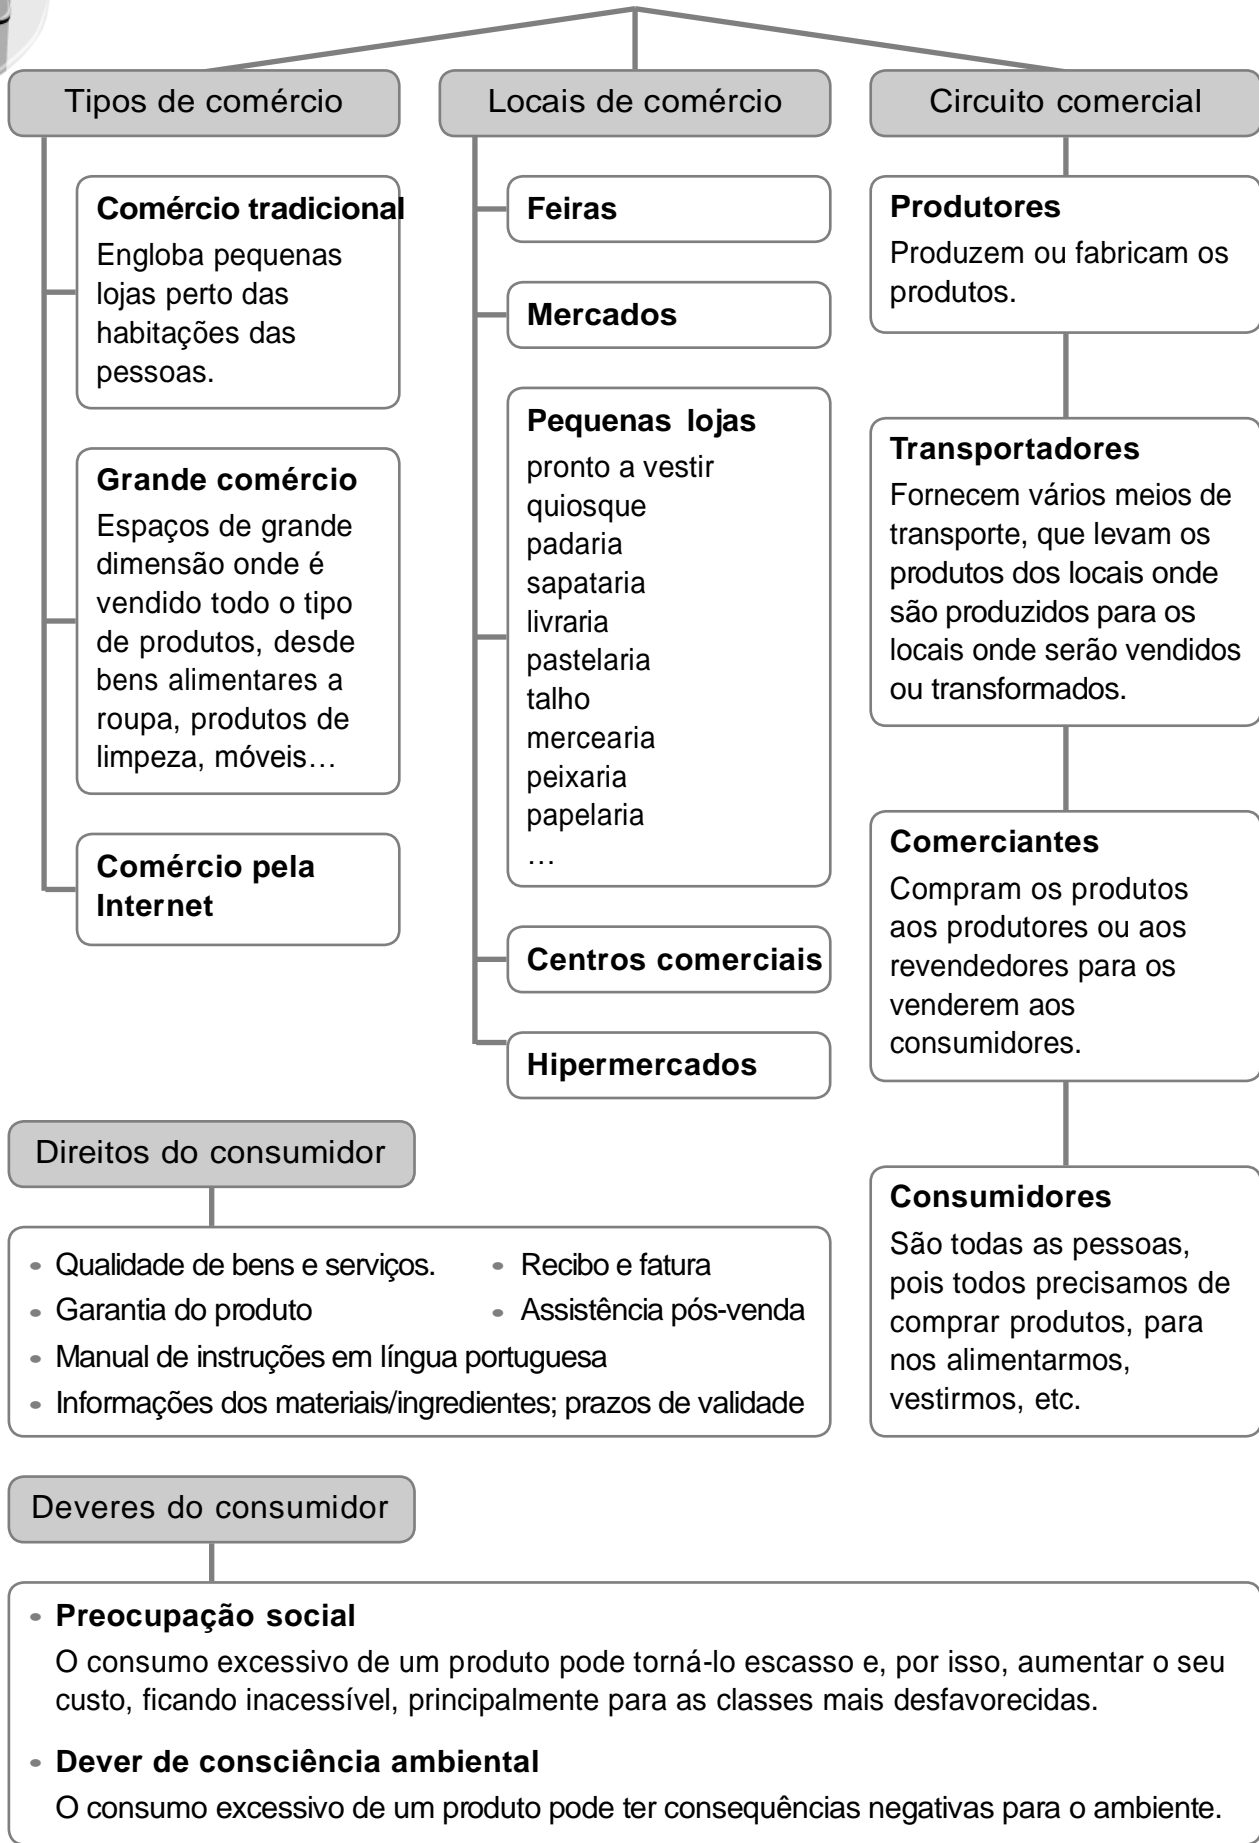 Tipos de comércio
Comércio tradicional
Engloba pequenas
lojas perto das
habitações das
pessoas.
Grande comércio
Espaços de grande
dimensão onde é
vendido todo o tipo
de produtos, desde
bens alimentares a
roupa, produtos de
limpeza, móveis…
Comércio pela
Internet
Locais de comércio
Feiras
Mercados
Pequenas lojas
pronto a vestir
quiosque
padaria
sapataria
livraria
pastelaria
talho
mercearia
peixaria
papelaria
…
Centros comerciais
Hipermercados
Circuito comercial
Produtores
Produzem ou fabricam os
produtos.
Transportadores
Fornecem vários meios de
transporte, que levam os
produtos dos locais onde
são produzidos para os
locais onde serão vendidos
ou transformados.
Comerciantes
Compram os produtos
aos produtores ou aos
revendedores para os
venderem aos
consumidores.
Consumidores
São todas as pessoas,
pois todos precisamos de
comprar produtos, para
nos alimentarmos,
vestirmos, etc.
Direitos do consumidor
• Qualidade de bens e serviços. • Recibo e fatura
• Garantia do produto • Assistência pós-venda
• Manual de instruções em língua portuguesa
• Informações dos materiais/ingredientes; prazos de validade
Deveres do consumidor
• Preocupação social
O consumo excessivo de um produto pode torná-lo escasso e, por isso, aumentar o seu
custo, ficando inacessível, principalmente para as classes mais desfavorecidas.
• Dever de consciência ambiental
O consumo excessivo de um produto pode ter consequências negativas para o ambiente.